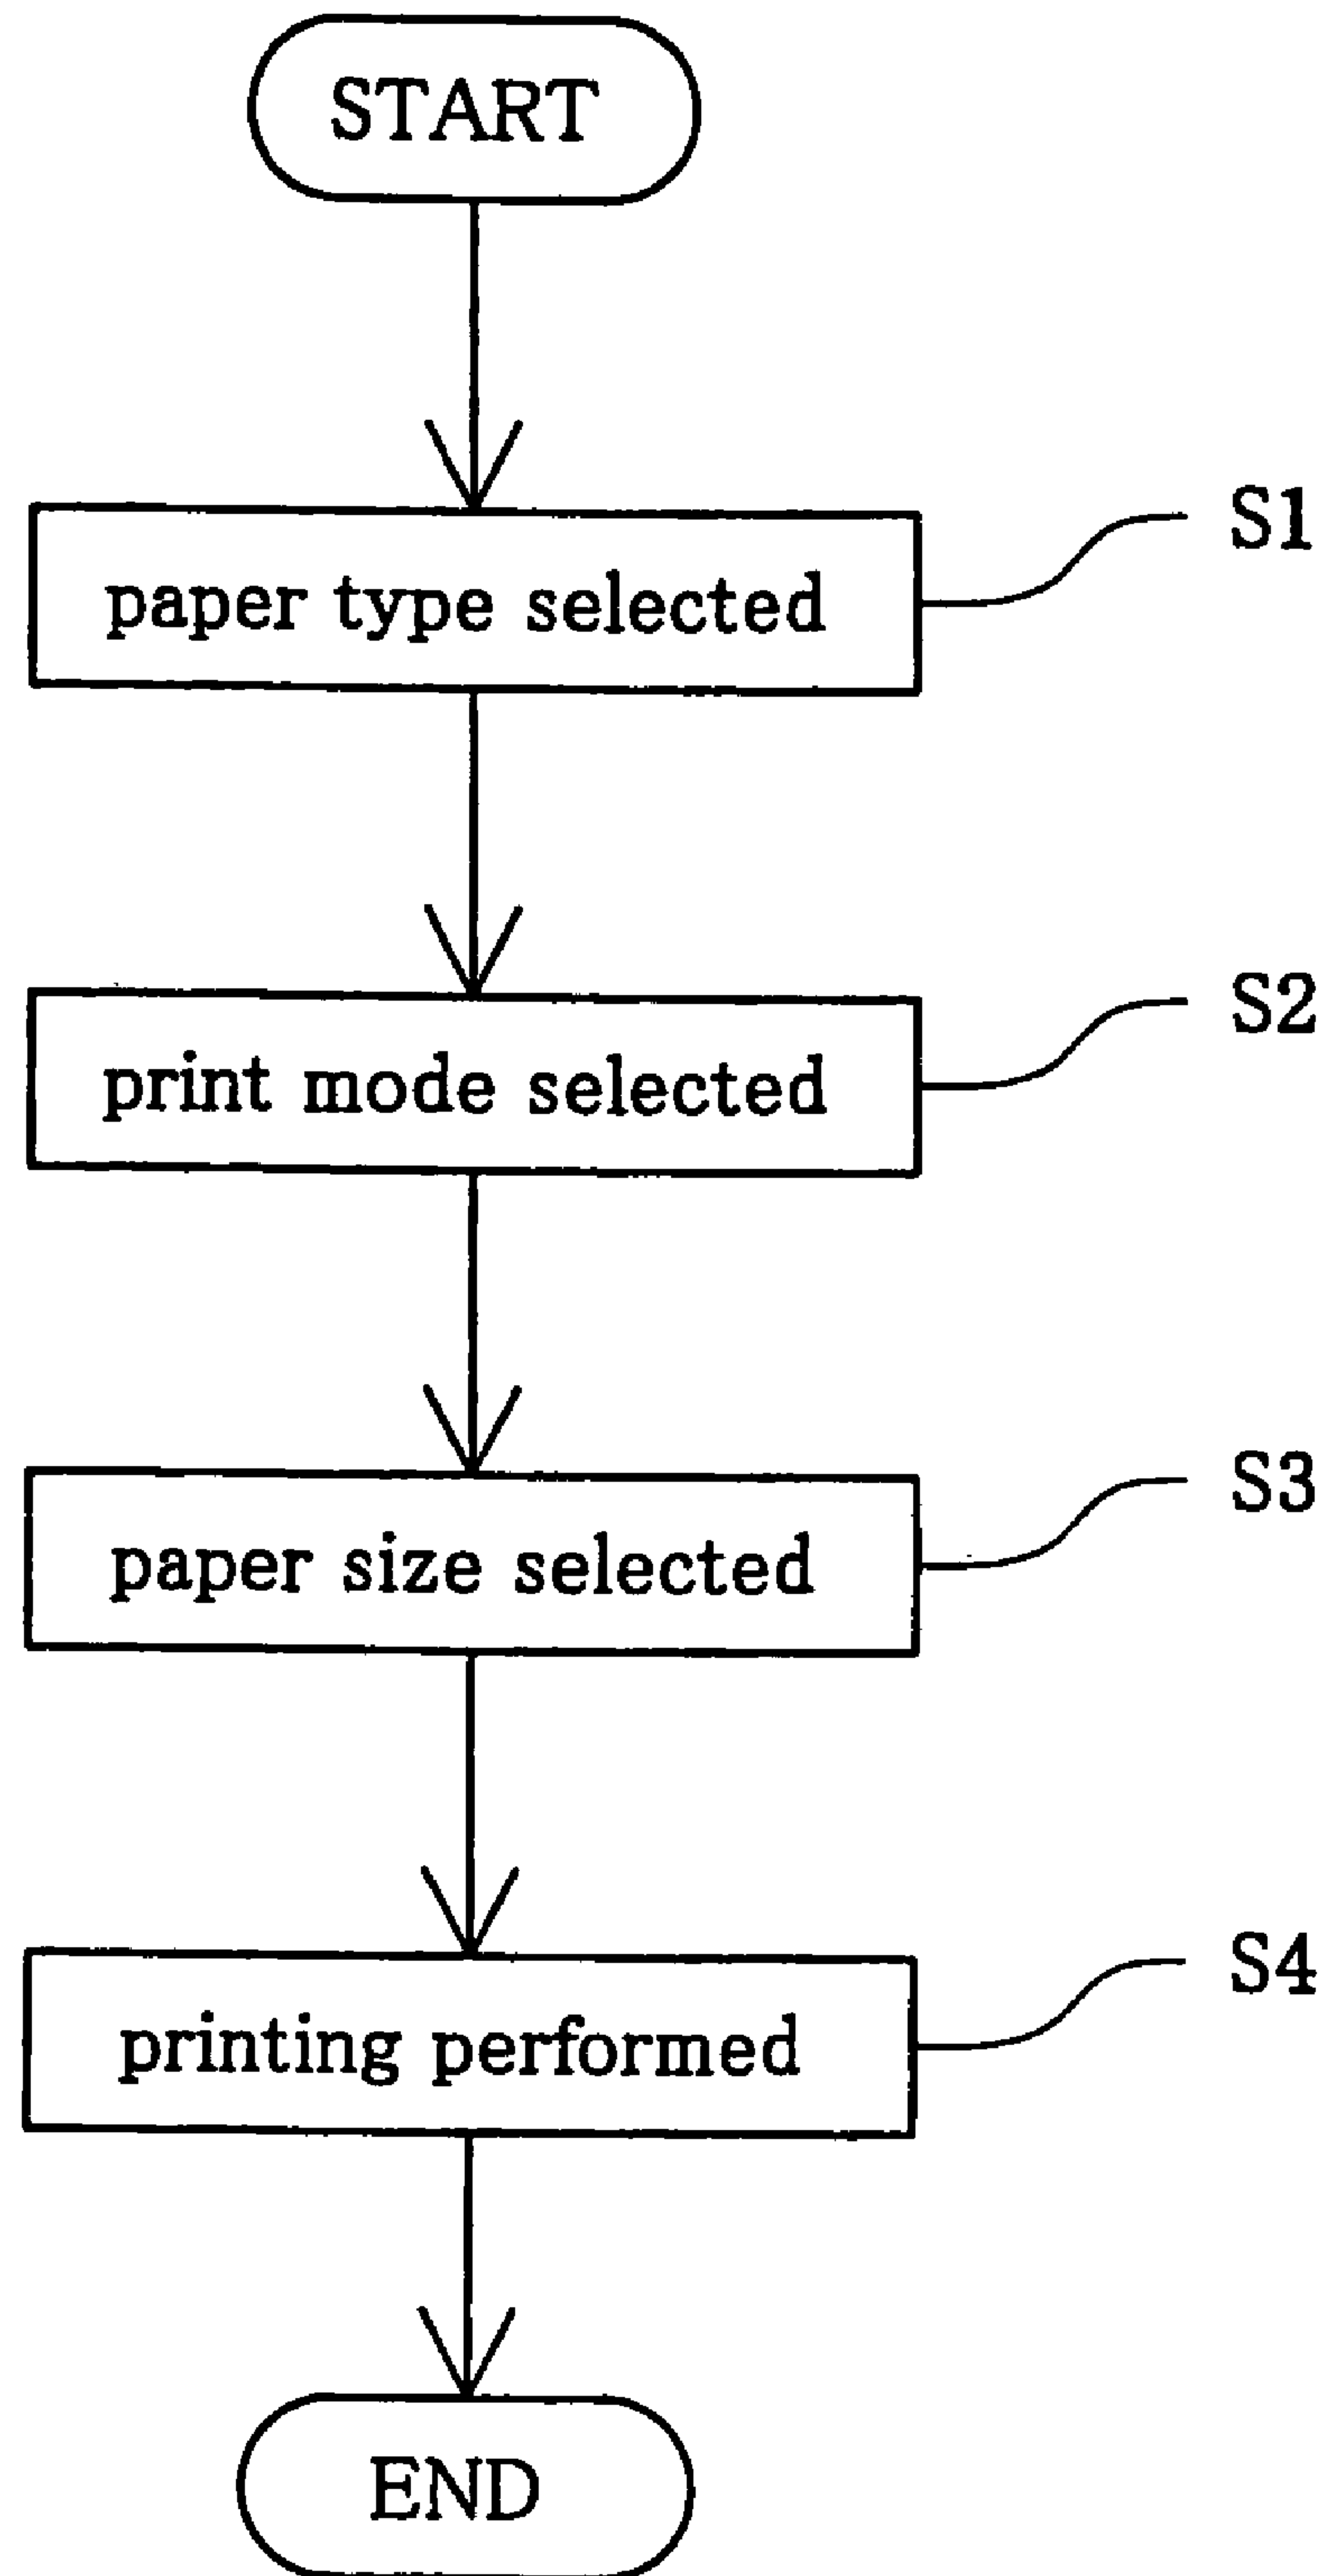 START
paper type selected
S1
print mode selected
S2
paper size selected
S3
printing performed
S4
END